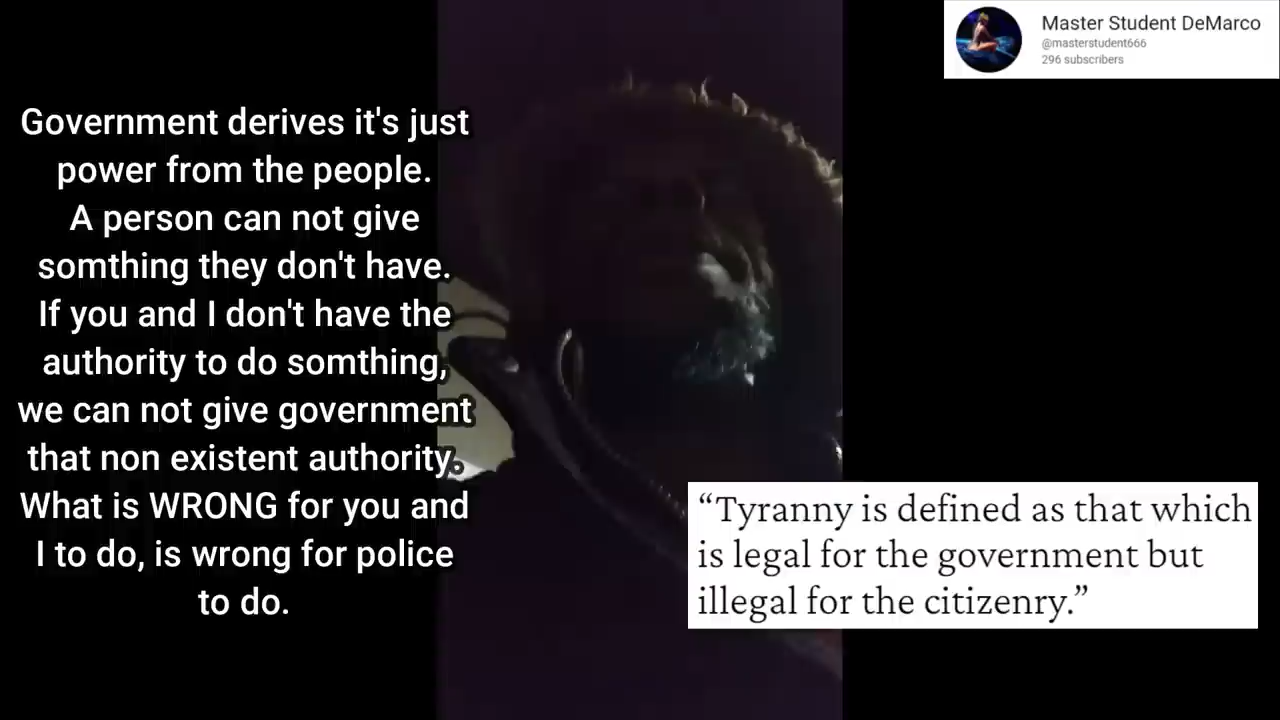 Master Student DeMarco
@masterstudent666
296 subscribers
Government derives it's just
power from the people.
A person can not give
somthing they don't have.
If you and I don't have the
authority to do somthing,
we can not give government
that non existent authority.
What is WRONG for you and
I to do, is wrong for police
to do.
“Tyranny is defined as that which
is legal for the government but
illegal for the citizenry.”